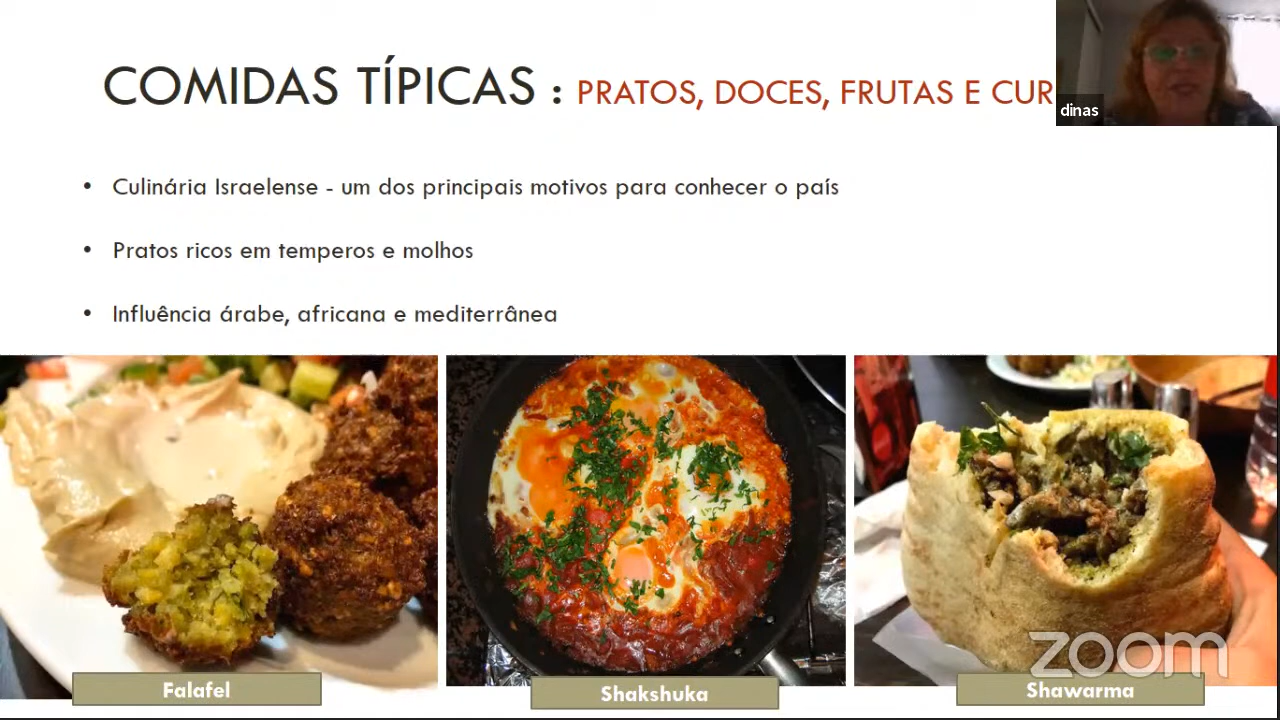 COMIDAS TÍPICAS : PRATOS, DOCES, FRUTAS E CUR
dinas
• Culinária Israelense - um dos principais motivos para conhecer o país
• Pratos ricos em temperos e molhos
• Influência árabe, africana e mediterrânea
Falafel
Shakshuka
Shawarma
zoom